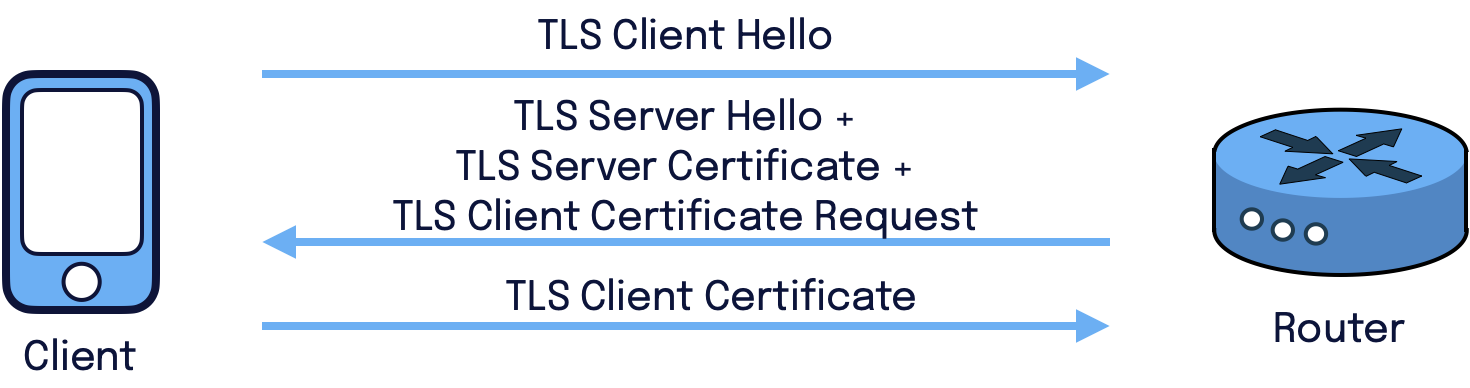 TLS Client Hello
TLS Server Hello +
TLS Server Certificate +
TLS Client Certificate Request
TLS Client Certificate
Client
Router